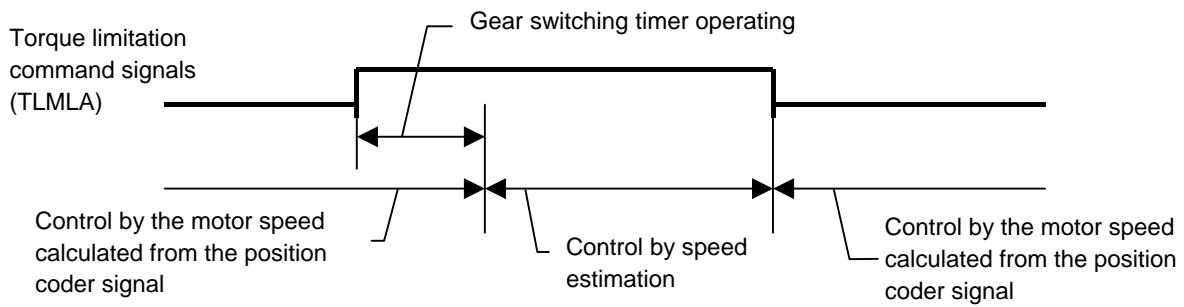 Gear switching timer operating
Torque limitation
command signals
(TLMLA)
Control by the motor speed
calculated from the position
coder signal
Control by speed
estimation
Control by the motor speed
calculated from the position
coder signal